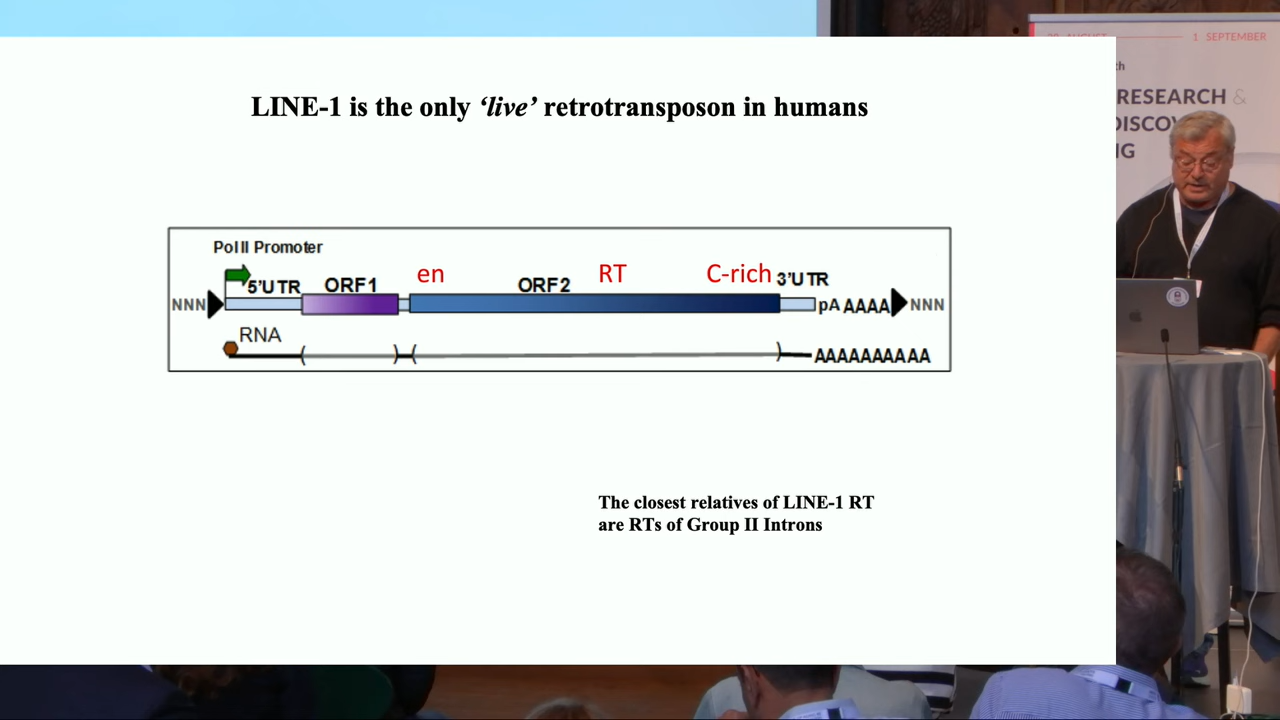 LINE-1 is the only ‘live’ retrotransposon in humans
Pol II Promoter
5'UTR ORF1 en ORF2 RT C-rich 3'UTR
NNN pA AAAA NNN
RNA
( ) ( ) AAAAAAAAAA
The closest relatives of LINE-1 RT
are RTs of Group II Introns
1 SEPTEMBER
RESEARCH &